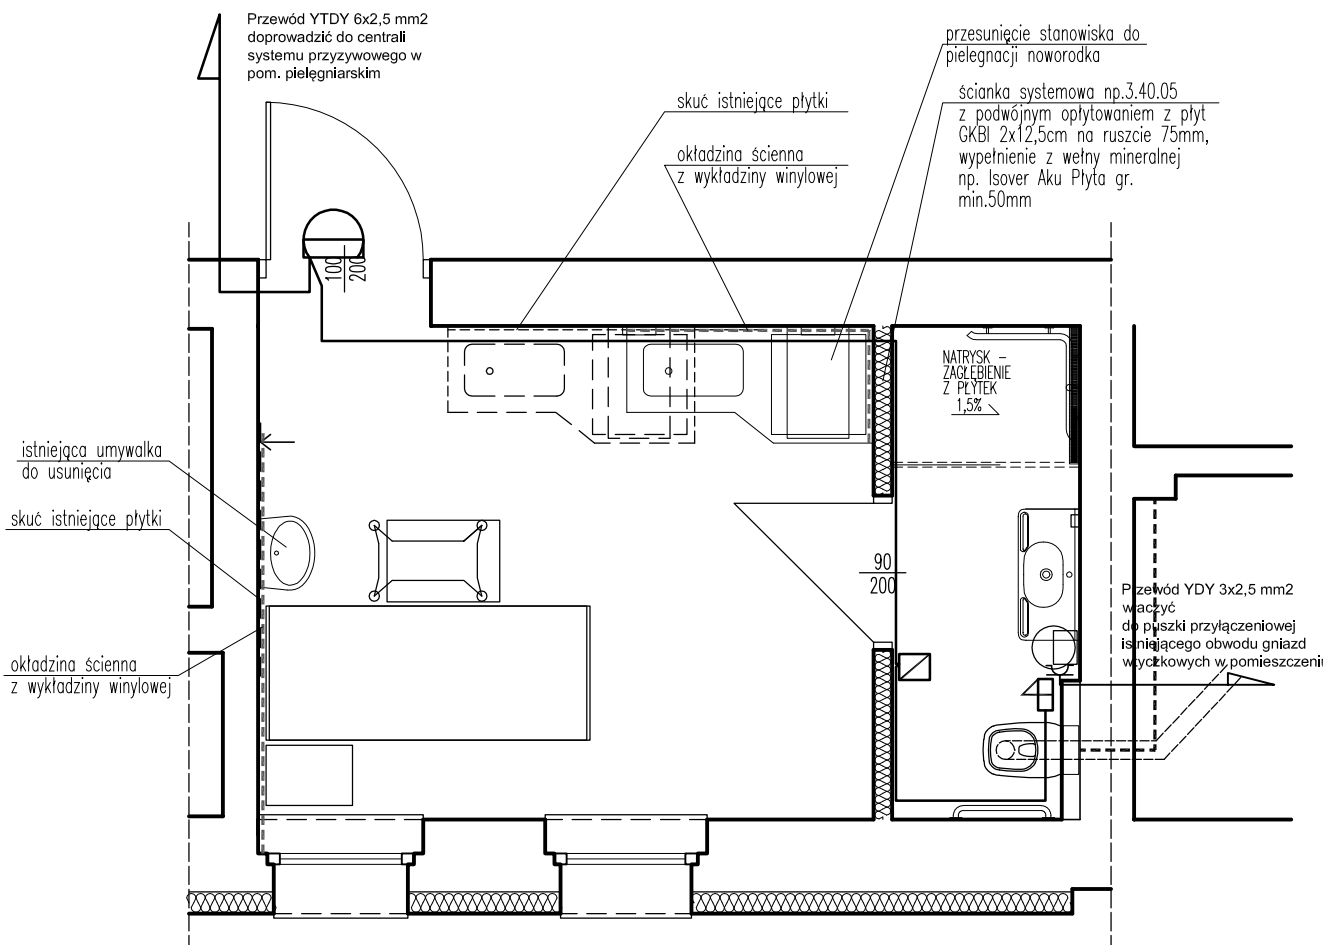 Przewód YTDY 6x2,5 mm2
doprowadzić do centrali
systemu przyzywowego w
pom. pielęgniarskim
przesunięcie stanowiska do
pielegnacji noworodka
skuć istniejące płytki
okładzina ścienna
z wykładziny winylowej
ścianka systemowa np.3.40.05
z podwójnym opłytowaniem z płyt
GKBI 2x12,5cm na ruszcie 75mm,
wypełnienie z wełny mineralnej
np. Isover Aku Płyta gr.
min.50mm
100
200
NATRYSK –
ZAGŁĘBIENIE
Z PŁYTEK
1,5%
istniejąca umywalka
do usunięcia
skuć istniejące płytki
90
200
Przewód YDY 3x2,5 mm2
włączyć
do puszki przyłączeniowej
istniejącego obwodu gniazd
wtyczkowych w pomieszczeni
okładzina ścienna
z wykładziny winylowej